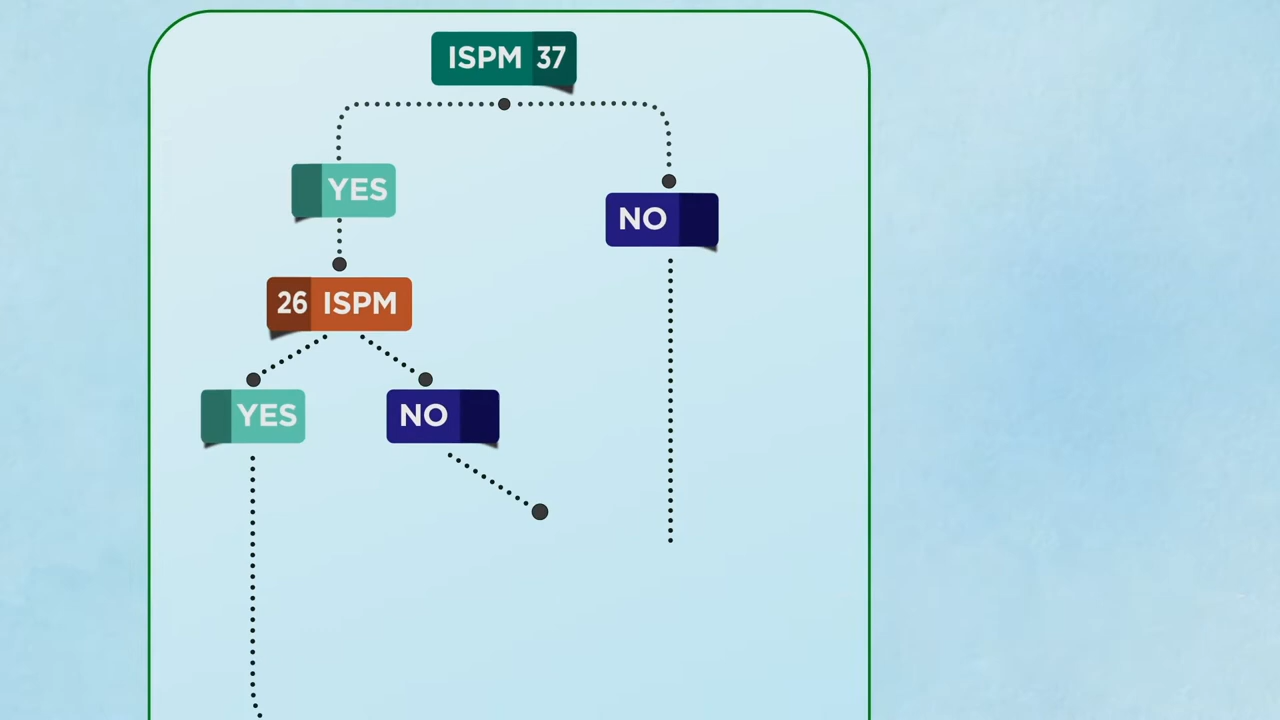 ISPM 37
YES
NO
26 ISPM
YES
NO